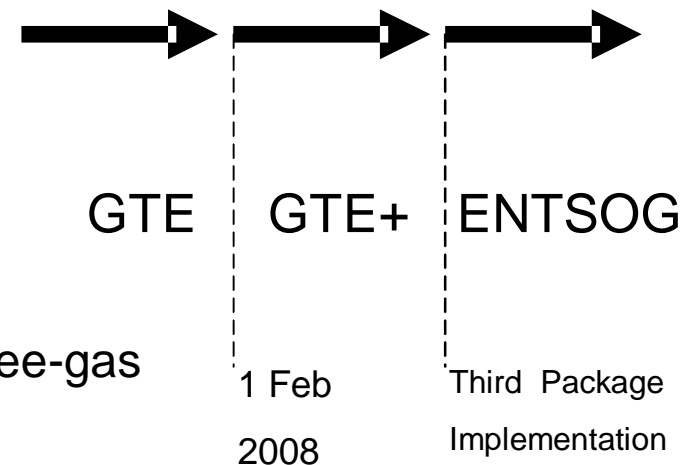 GTE GTE+ ENTSOG
ee-gas
1 Feb Third Package
2008 Implementation